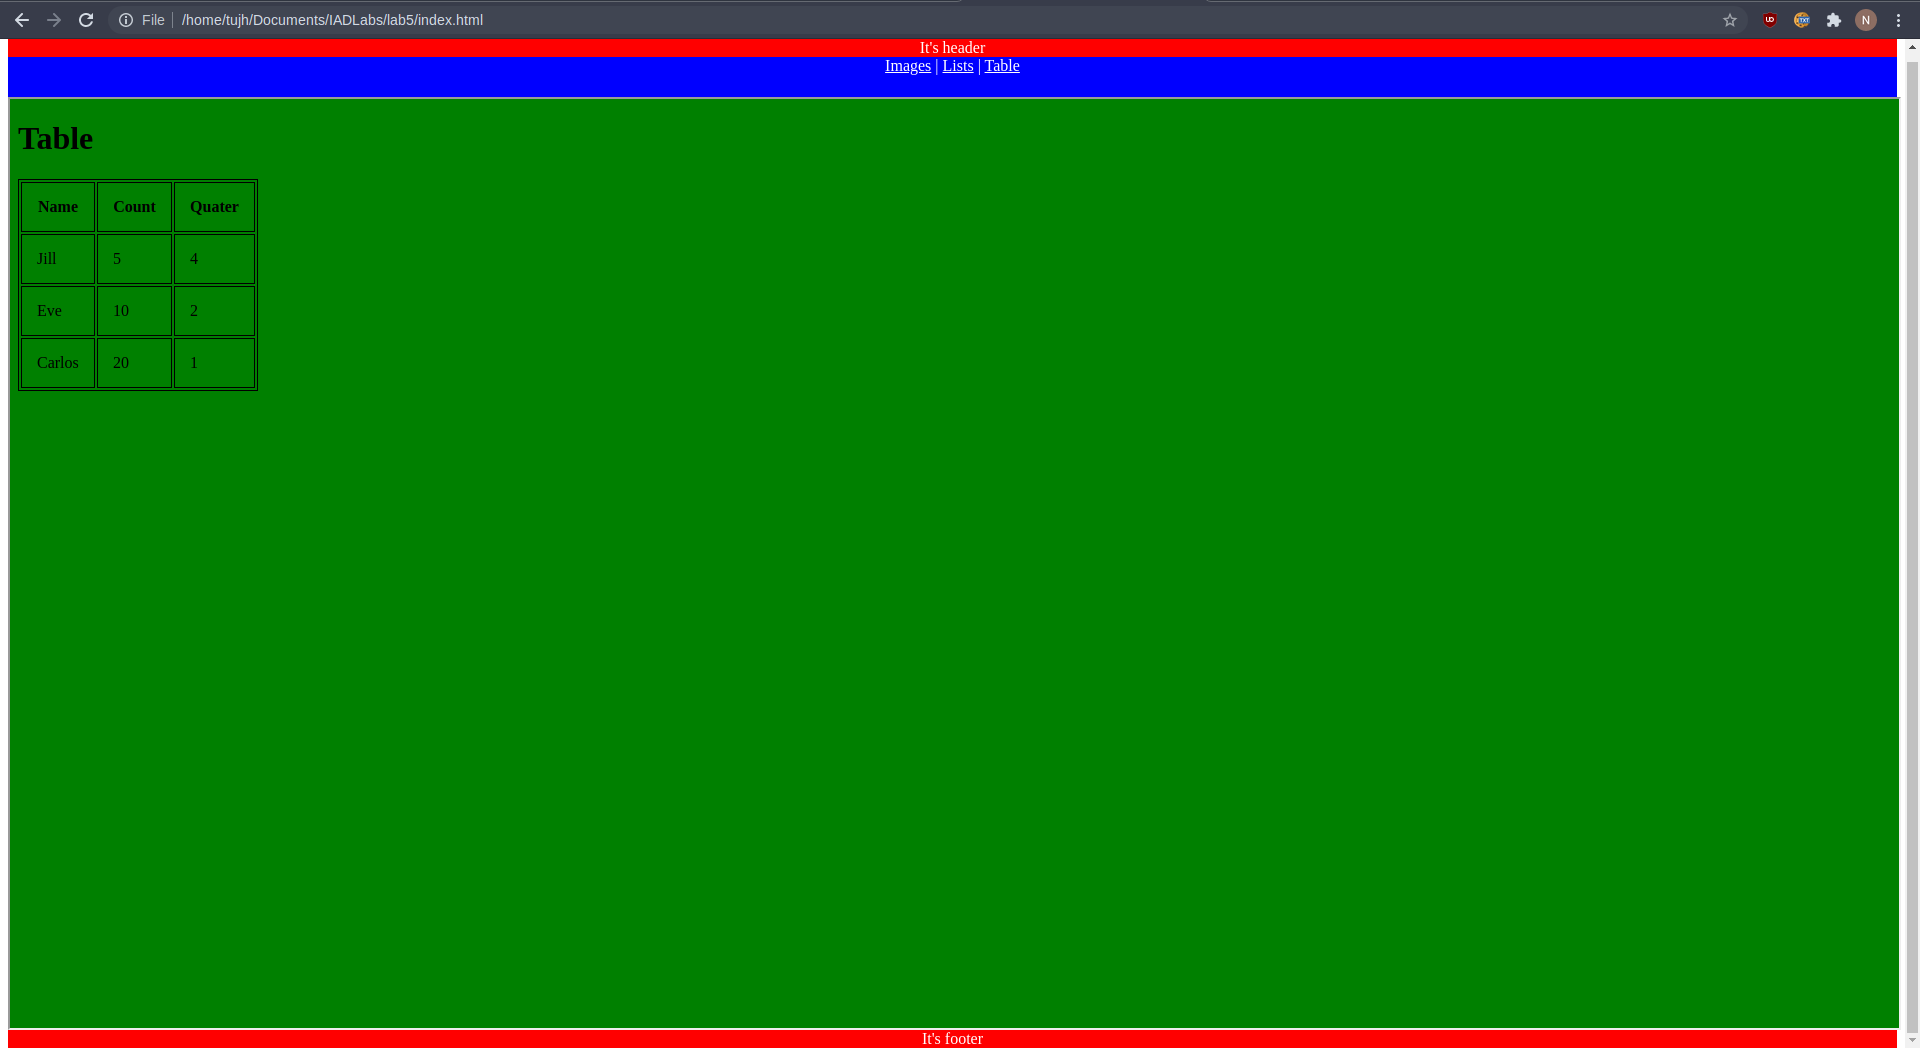 File | /home/tujh/Documents/IADLabs/lab5/index.html N
It's header
Images | Lists | Table
Table
Name Count Quater
Jill 5 4
Eve 10 2
Carlos 20 1
It's footer